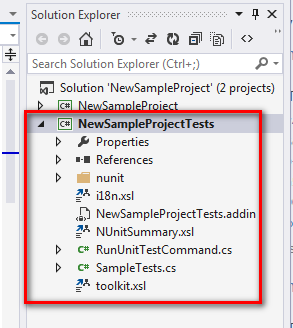 Solution Explorer
Search Solution Explorer (Ctrl+;)
Solution 'NewSampleProject' (2 projects)
C# NewSampleProject
C# NewSampleProjectTests
Properties
References
nunit
i18n.xsl
NewSampleProjectTests.addin
NUnitSummary.xsl
C# RunUnitTestCommand.cs
C# SampleTests.cs
toolkit.xsl